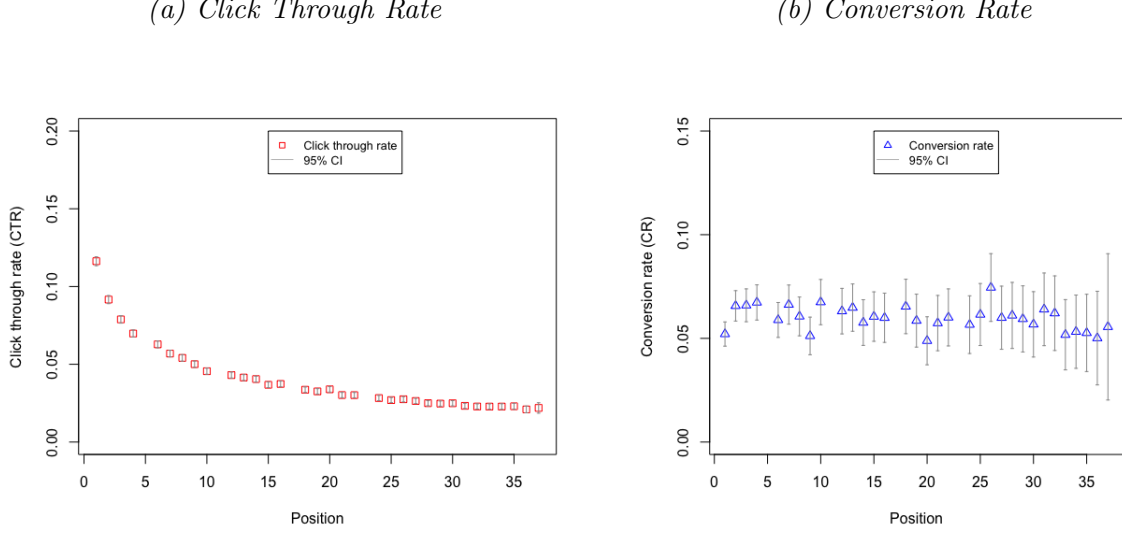 (a) Click Through Rate
(b) Conversion Rate
Click through rate (CTR)
0.20
0.15
0.10
0.05
0.00
Click through rate
95% CI
0 5 10 15 20 25 30 35
Position
Conversion rate (CR)
0.15
0.10
0.05
0.00
Conversion rate
95% CI
0 5 10 15 20 25 30 35
Position